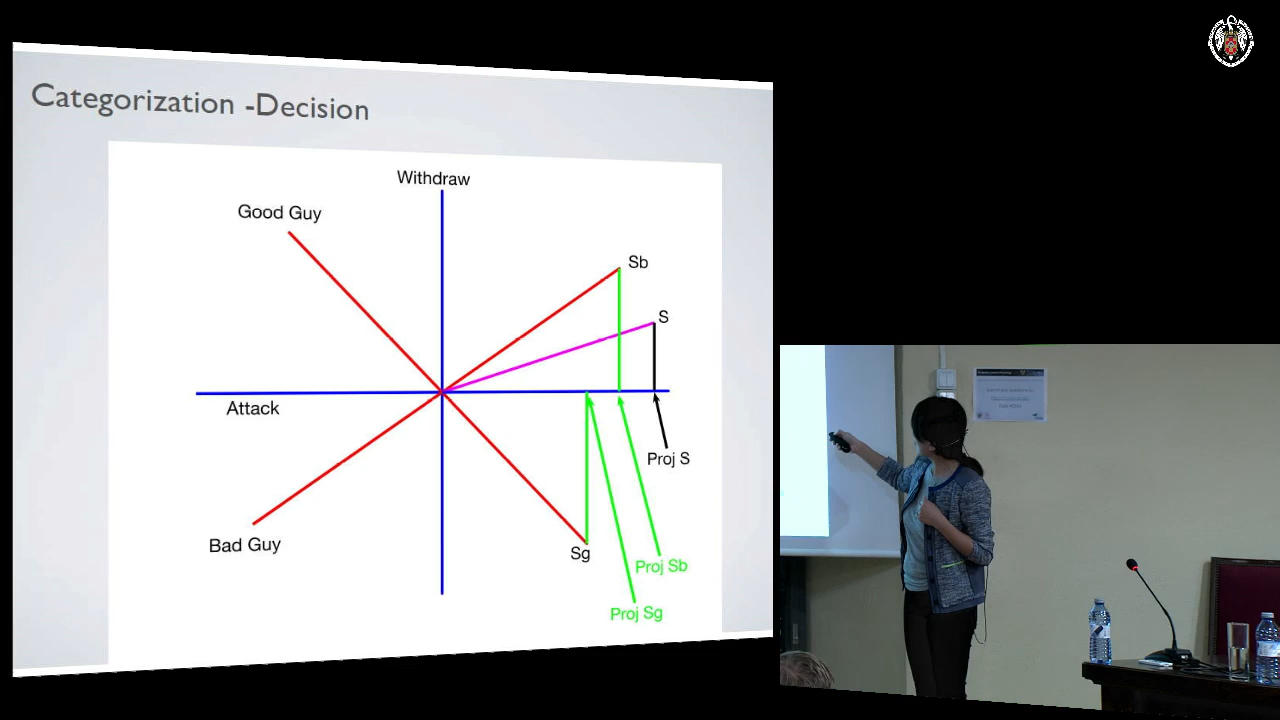 Categorization -Decision
Withdraw
Good Guy
Sb
S
Attack
Proj S
Bad Guy
Sg
Proj Sb
Proj Sg